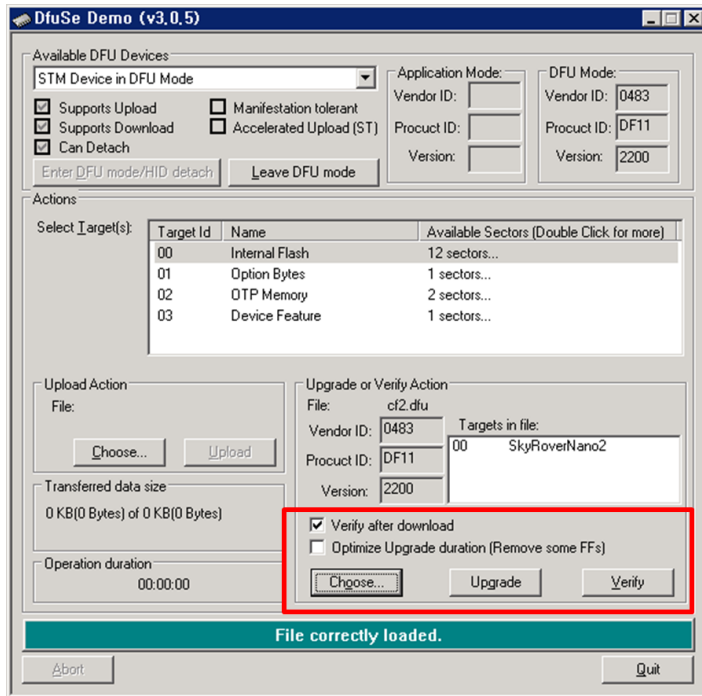 DfuSe Demo (v3,0,5)
Available DFU Devices
STM Device in DFU Mode
Supports Upload
Manifestation tolerant
Supports Download
Accelerated Upload (ST)
Can Detach
Enter DFU mode/HID detach
Leave DFU mode
Application Mode:
Vendor ID:
Procuct ID:
Version:
DFU Mode:
Vendor ID: 0483
Procuct ID: DF11
Version: 2200
Actions
Select Target(s):
Target Id Name Available Sectors (Double Click for more)
00 Internal Flash 12 sectors...
01 Option Bytes 1 sectors...
02 OTP Memory 2 sectors...
03 Device Feature 1 sectors...
Upload Action
File:
Choose...
Upload
Transferred data size
0 KB(0 Bytes) of 0 KB(0 Bytes)
Operation duration
00:00:00
Upgrade or Verify Action
File: cf2.dfu
Vendor ID: 0483
Procuct ID: DF11
Version: 2200
Targets in file:
00 SkyRoverNano2
Verify after download
Optimize Upgrade duration (Remove some FFs)
Choose...
Upgrade
Verify
File correctly loaded.
Abort
Quit